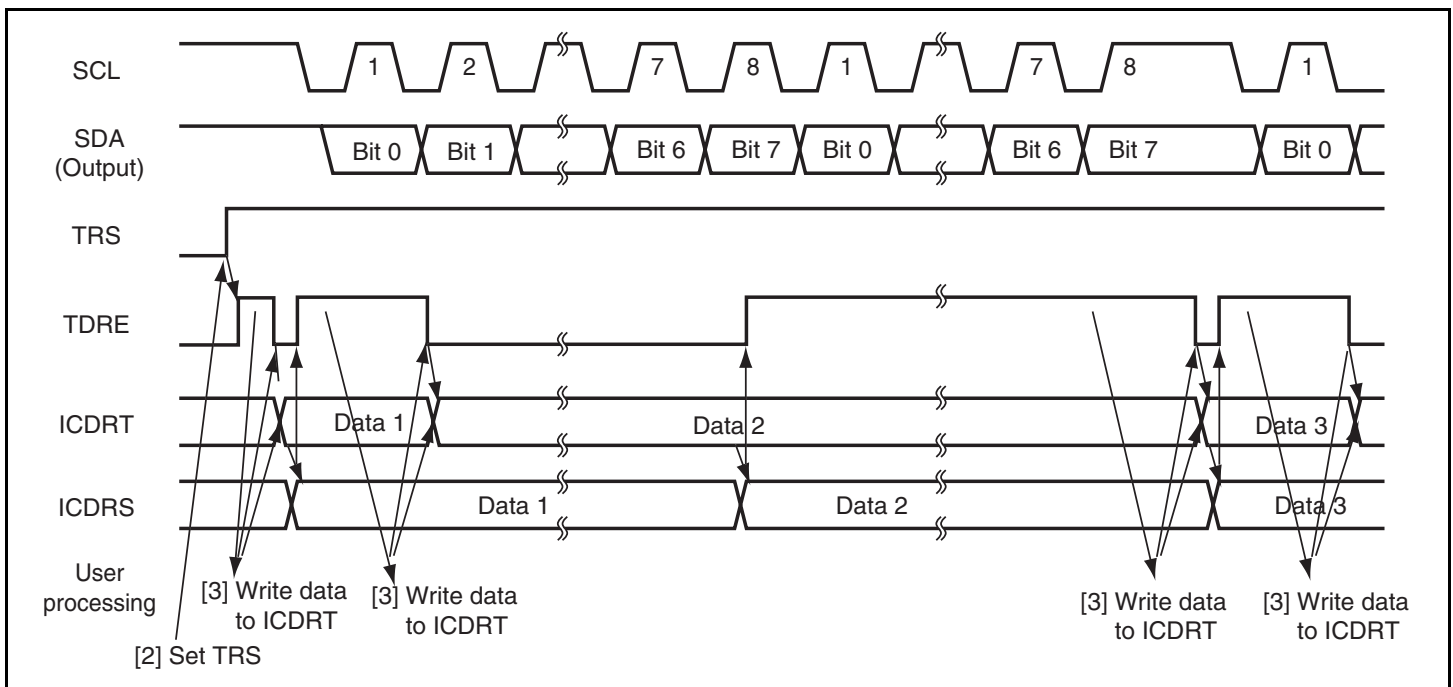 SCL
1 2 7 8 1 7 8 1
SDA
(Output)
Bit 0 Bit 1 Bit 6 Bit 7 Bit 0 Bit 6 Bit 7 Bit 0
TRS
TDRE
ICDRT
Data 1 Data 2 Data 3
ICDRS
Data 1 Data 2 Data 3
User
processing
[3] Write data
to ICDRT
[3] Write data
to ICDRT
[3] Write data
to ICDRT
[3] Write data
to ICDRT
[2] Set TRS